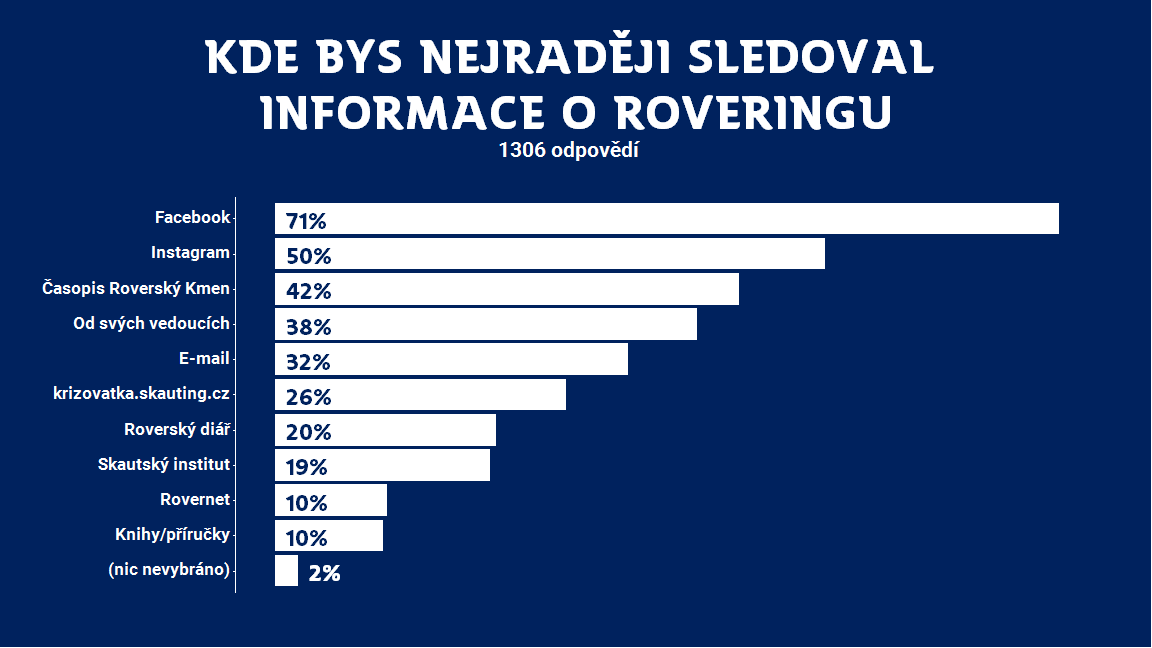 KDE BYS NEJRADĚJI SLEDOVAL
INFORMACE O ROVERINGU
1306 odpovědí
Facebook 71%
Instagram 50%
Časopis Roverský Kmen 42%
Od svých vedoucích 38%
E-mail 32%
krizovatka.skauting.cz 26%
Roverský diář 20%
Skautský institut 19%
Rovernet 10%
Knihy/příručky 10%
(nic nevybráno) 2%